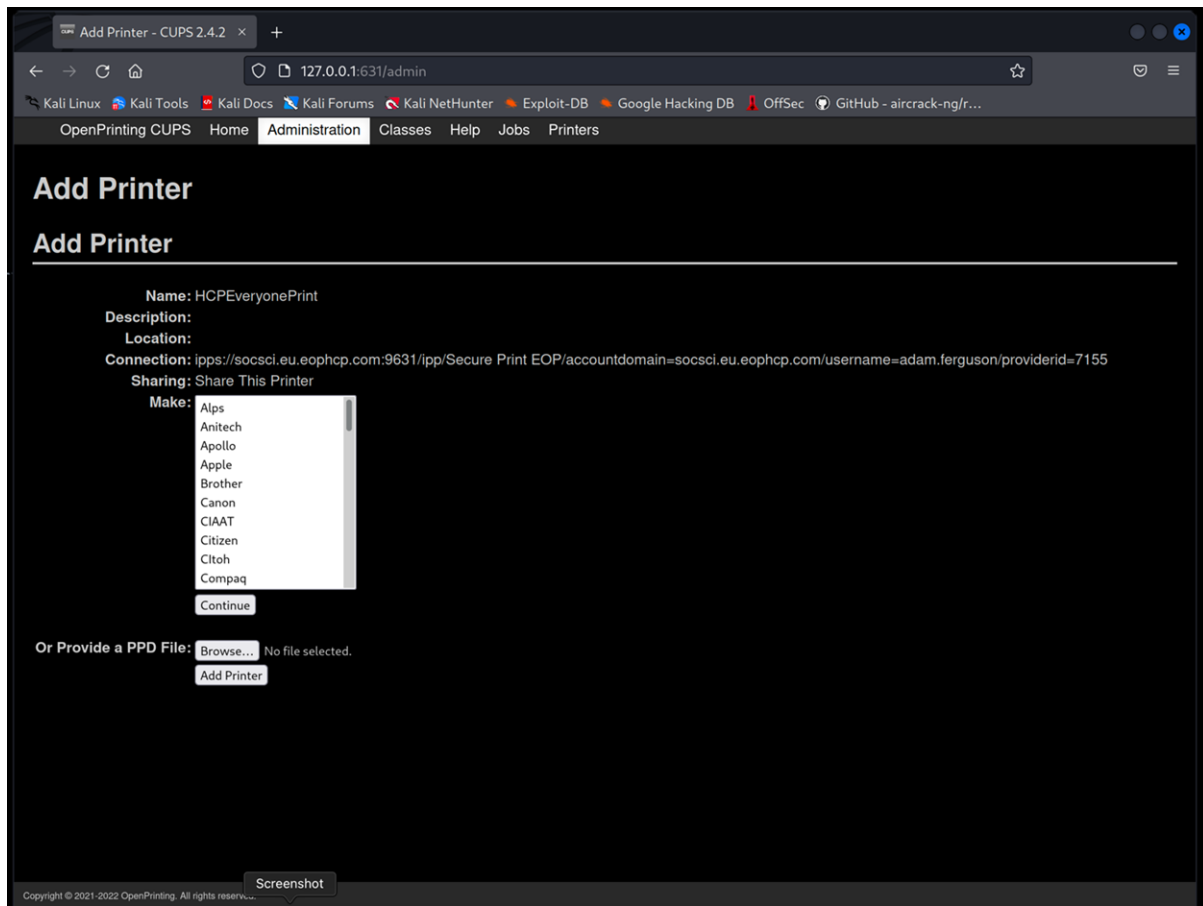 CUPS Add Printer - CUPS 2.4.2 × +
127.0.0.1:631/admin
Kali Linux Kali Tools Kali Docs Kali Forums Kali NetHunter Exploit-DB Google Hacking DB OffSec GitHub - aircrack-ng/r...
OpenPrinting CUPS Home Administration Classes Help Jobs Printers
Add Printer
Add Printer
Name: HCPEveryonePrint
Description:
Location:
Connection: ipps://socsci.eu.eophcp.com:9631/ipp/Secure Print EOP/accountdomain=socsci.eu.eophcp.com/username=adam.ferguson/providerid=7155
Sharing: Share This Printer
Make: Alps
Anitech
Apollo
Apple
Brother
Canon
CIAAT
Citizen
CItoh
Compaq
Continue
Or Provide a PPD File: Browse... No file selected.
Add Printer
Screenshot
Copyright © 2021-2022 OpenPrinting. All rights reserved.